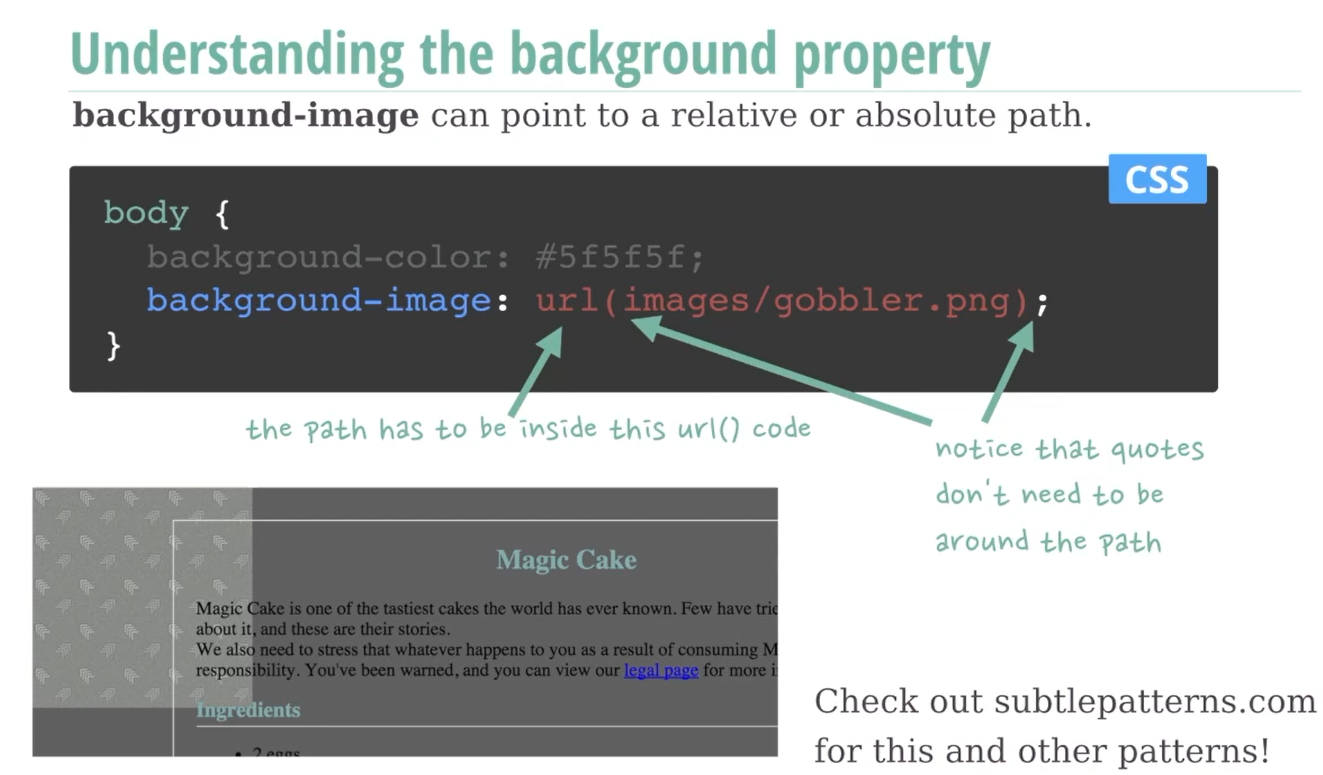 Understanding the background property
background-image can point to a relative or absolute path.
CSS
body {
background-color: #5f5f5f;
background-image: url(images/gobbler.png);
}
the path has to be inside this url() code
notice that quotes
don't need to be
around the path
Magic Cake
Magic Cake is one of the tastiest cakes the world has ever known. Few have trie
about it, and these are their stories.
We also need to stress that whatever happens to you as a result of consuming M
responsibility. You've been warned, and you can view our legal page for more i
Ingredients
• 2 eggs
Check out subtlepatterns.com
for this and other patterns!